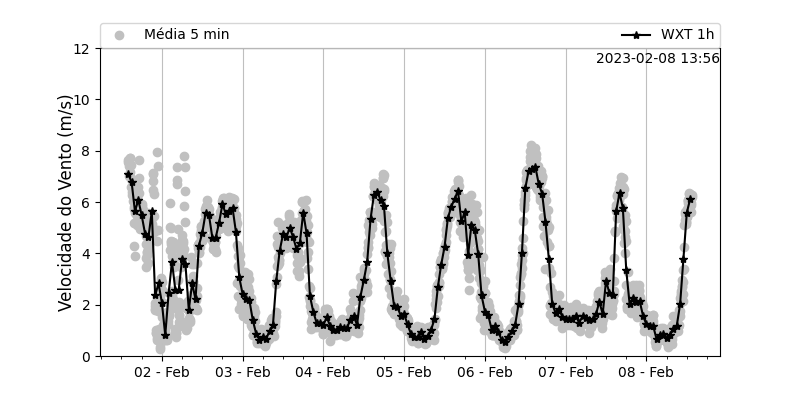 Média 5 min
WXT 1h
2023-02-08 13:56
Velocidade do Vento (m/s)
12
10
8
6
4
2
0
02 - Feb
03 - Feb
04 - Feb
05 - Feb
06 - Feb
07 - Feb
08 - Feb